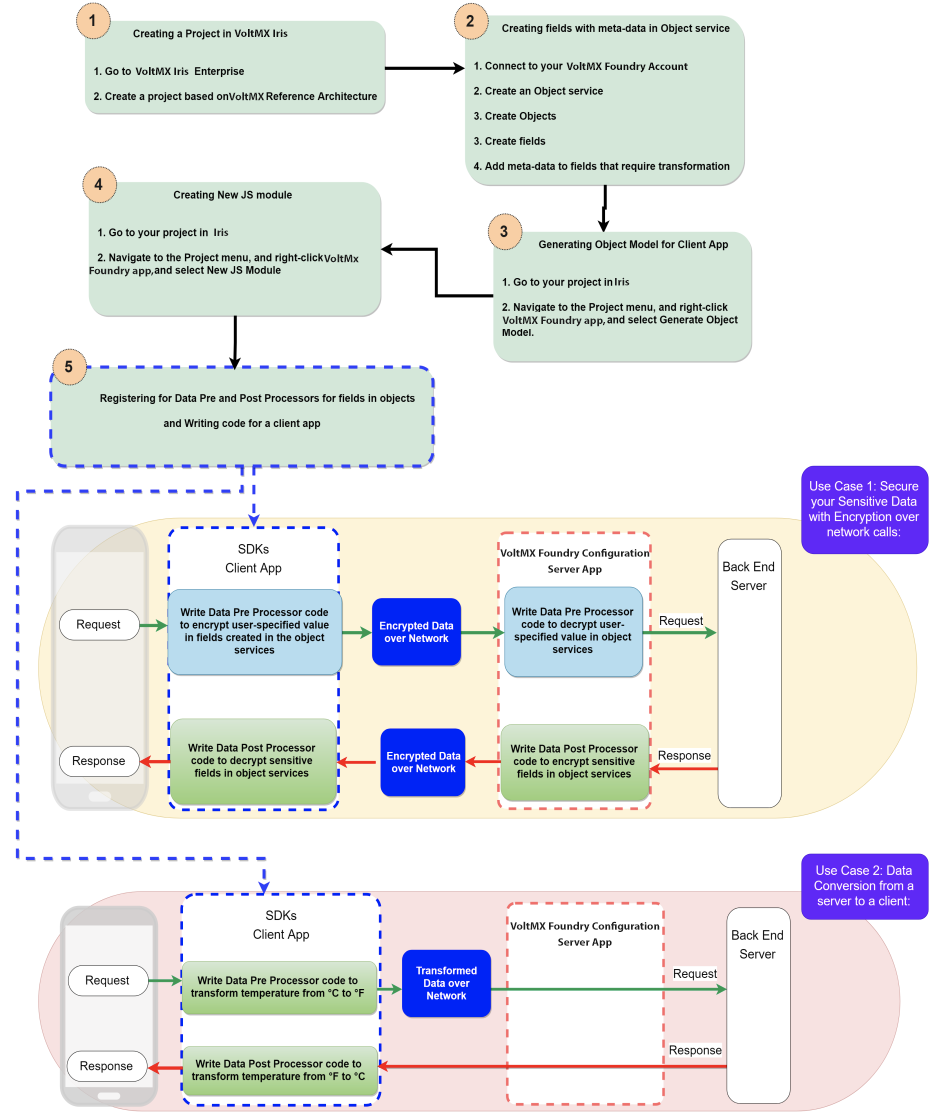 1
Creating a Project in VoltMX Iris
1. Go to VoltMX Iris Enterprise
2. Create a project based onVoltMX Reference Architecture
2
Creating fields with meta-data in Object service
1. Connect to your VoltMX Foundry Account
2. Create an Object service
3. Create Objects
3. Create fields
4. Add meta-data to fields that require transformation
3
Generating Object Model for Client App
1. Go to your project in Iris
2. Navigate to the Project menu, and right-click
VoltMX Foundry app, and select Generate Object
Model.
4
Creating New JS module
1. Go to your project in Iris
2. Navigate to the Project menu, and right-click VoltMx
Foundry app, and select New JS Module
5
Registering for Data Pre and Post Processors for fields in objects
and Writing code for a client app
Use Case 1: Secure
your Sensitive Data
with Encryption over
network calls:
SDKs
Client App
VoltMX Foundry Configuration
Server App
Back End
Server
Request
Write Data Pre Processor code
to encrypt user-specified value
in fields created in the object
services
Encrypted Data
over Network
Write Data Pre Processor
code to decrypt user-
specified value in object
services
Request
Response
Write Data Post Processor
code to decrypt sensitive
fields in object services
Encrypted Data
over Network
Write Data Post Processor
code to encrypt sensitive
fields in object services
Response
Use Case 2: Data
Conversion from a
server to a client:
SDKs
Client App
VoltMX Foundry Configuration
Server App
Back End
Server
Request
Write Data Pre Processor code to
transform temperature from °C to °F
Transformed
Data over
Network
Request
Response
Write Data Post Processor code to
transform temperature from °F to °C
Response